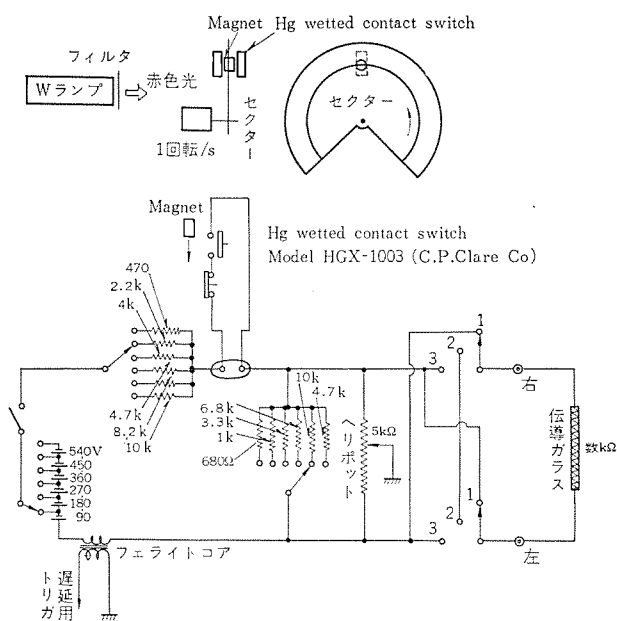 Magnet Hg wetted contact switch
フィルタ
Wランプ
赤色光
セクター
セクター
1回転/s
Magnet
Hg wetted contact switch
Model HGX-1003 (C.P.Clare Co)
470
2.2k
4k
4.7k
8.2k
10k
10k
4.7k
6.8k
3.3k
1k
680Ω
ヘリポット
5kΩ
1
2
3
右
伝導ガラス
数kΩ
1
2
3
左
540V
450
360
270
180
90
フェライトコア
遅延用
トリガ